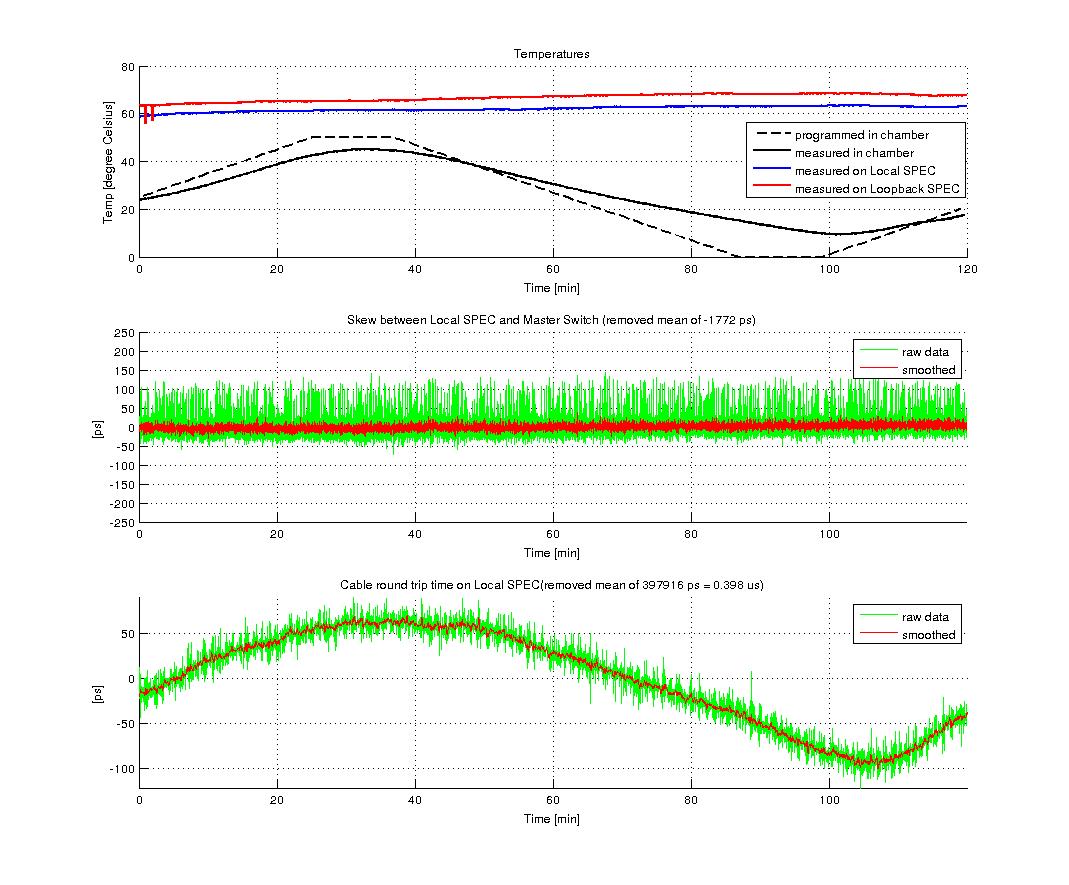 Temperatures
80
60
40
20
0
Temp [degree Celsius]
programmed in chamber
measured in chamber
measured on Local SPEC
measured on Loopback SPEC
0 20 40 60 80 100 120
Time [min]
Skew between Local SPEC and Master Switch (removed mean of -1772 ps)
250
200
150
100
50
0
-50
-100
-150
-200
-250
[ps]
raw data
smoothed
0 20 40 60 80 100
Time [min]
Cable round trip time on Local SPEC(removed mean of 397916 ps = 0.398 us)
50
0
-50
-100
[ps]
raw data
smoothed
0 20 40 60 80 100
Time [min]